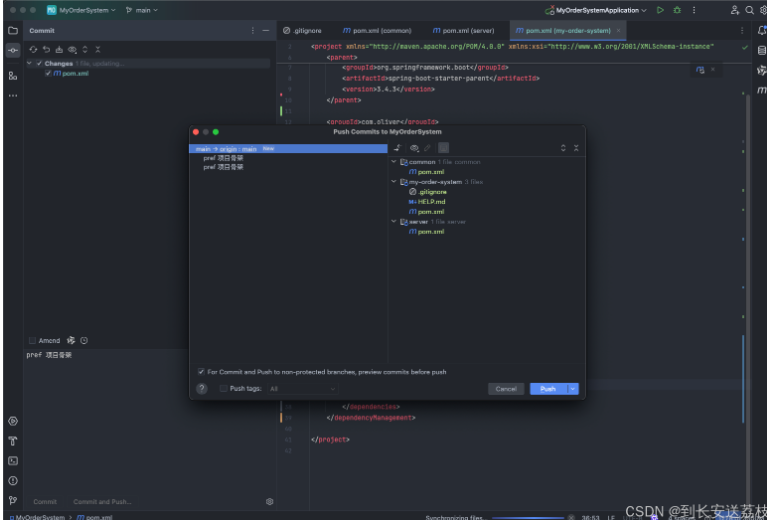 MO MyOrderSystem main MyOrderSystemApplication
Commit
.gitignore pom.xml (common) pom.xml (server) pom.xml (my-order-system)
Changes 1 file, updating...
pom.xml
<project xmlns="http://maven.apache.org/POM/4.0.0" xmlns:xsi="http://www.w3.org/2001/XMLSchema-instance"
<parent>
<groupId>org.springframework.boot</groupId>
<artifactId>spring-boot-starter-parent</artifactId>
<version>3.4.3</version>
</parent>
<groupId>com.oliver</groupId>
Push Commits to MyOrderSystem
main → origin : main New
pref 项目骨架
pref 项目骨架
common 1 file common
pom.xml
my-order-system 3 files
.gitignore
M+ HELP.md
pom.xml
server 1 file server
pom.xml
For Commit and Push to non-protected branches, preview commits before push
? Push tags: All Cancel Push
Amend
pref 项目骨架
</dependencies>
</dependencyManagement>
</project>
Commit Commit and Push...
MyOrderSystem > pom.xml Synchronizing files... 36:53 LF
CSDN @到长安送荔枝